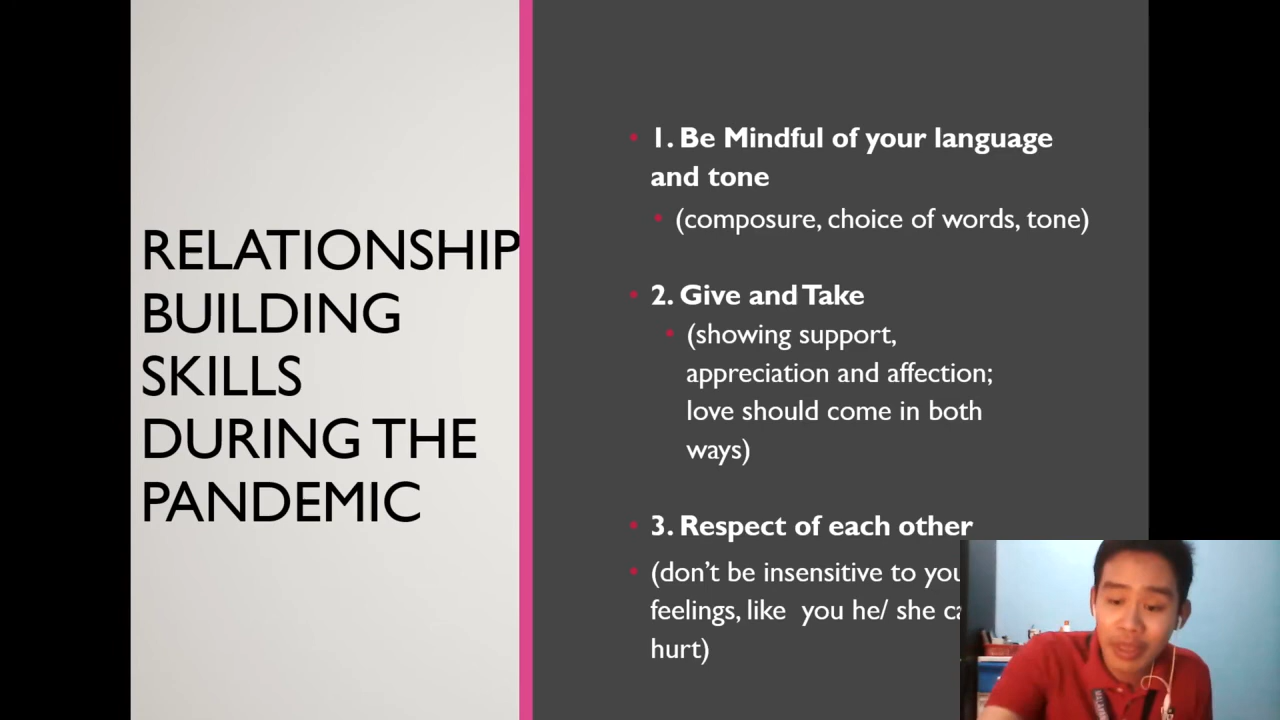 RELATIONSHIP
BUILDING
SKILLS
DURING THE
PANDEMIC
• 1. Be Mindful of your language
and tone
• (composure, choice of words, tone)
• 2. Give and Take
• (showing support,
appreciation and affection;
love should come in both
ways)
• 3. Respect of each other
• (don't be insensitive to
feelings, like you he/ she
hurt)